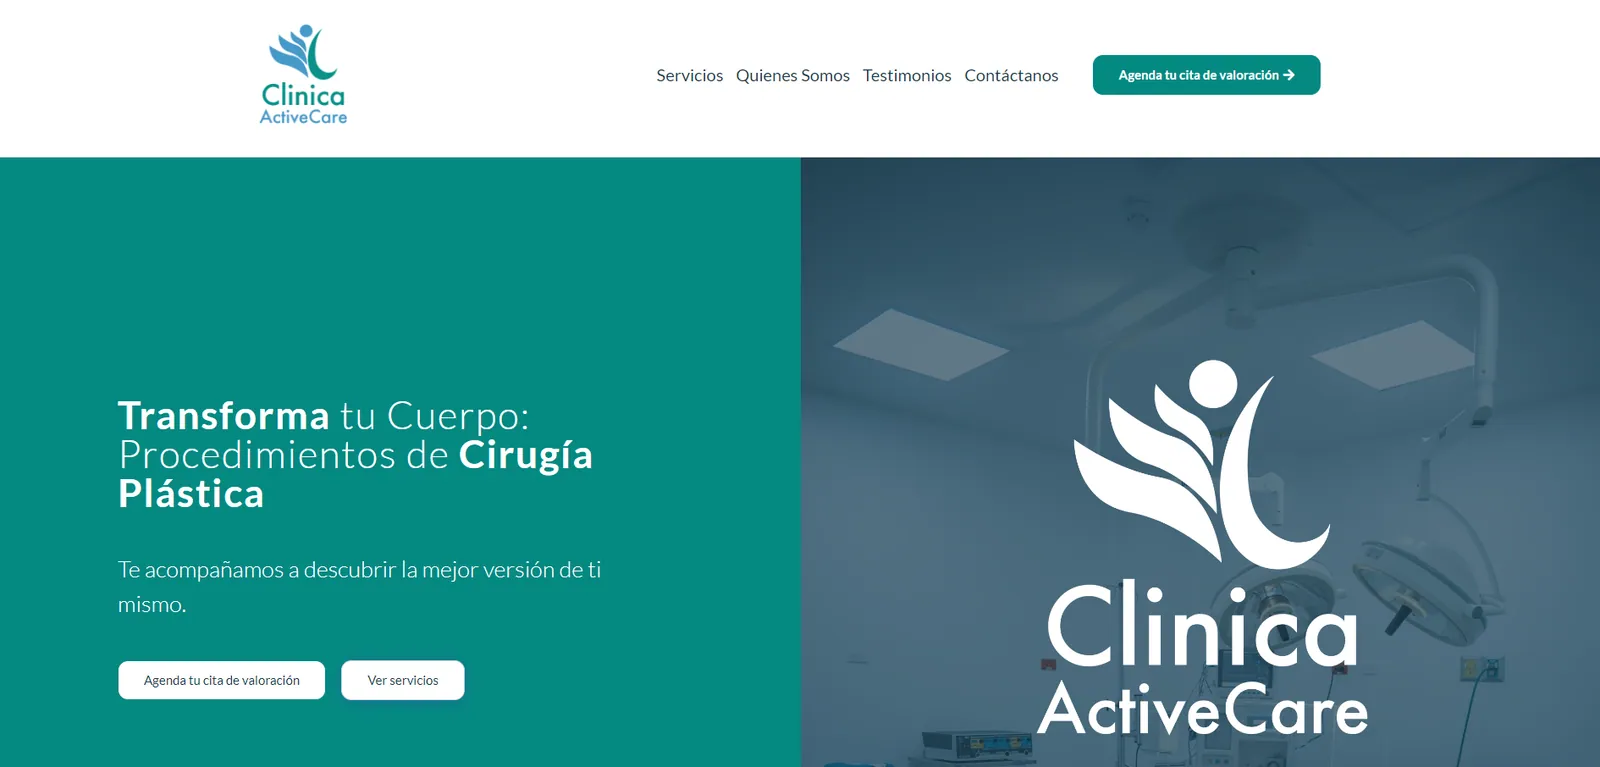 Clinica
ActiveCare
Servicios Quienes Somos Testimonios Contáctanos
Agenda tu cita de valoración →
Transforma tu Cuerpo:
Procedimientos de Cirugía
Plástica
Te acompañamos a descubrir la mejor versión de ti
mismo.
Agenda tu cita de valoración
Ver servicios
Clinica
ActiveCare